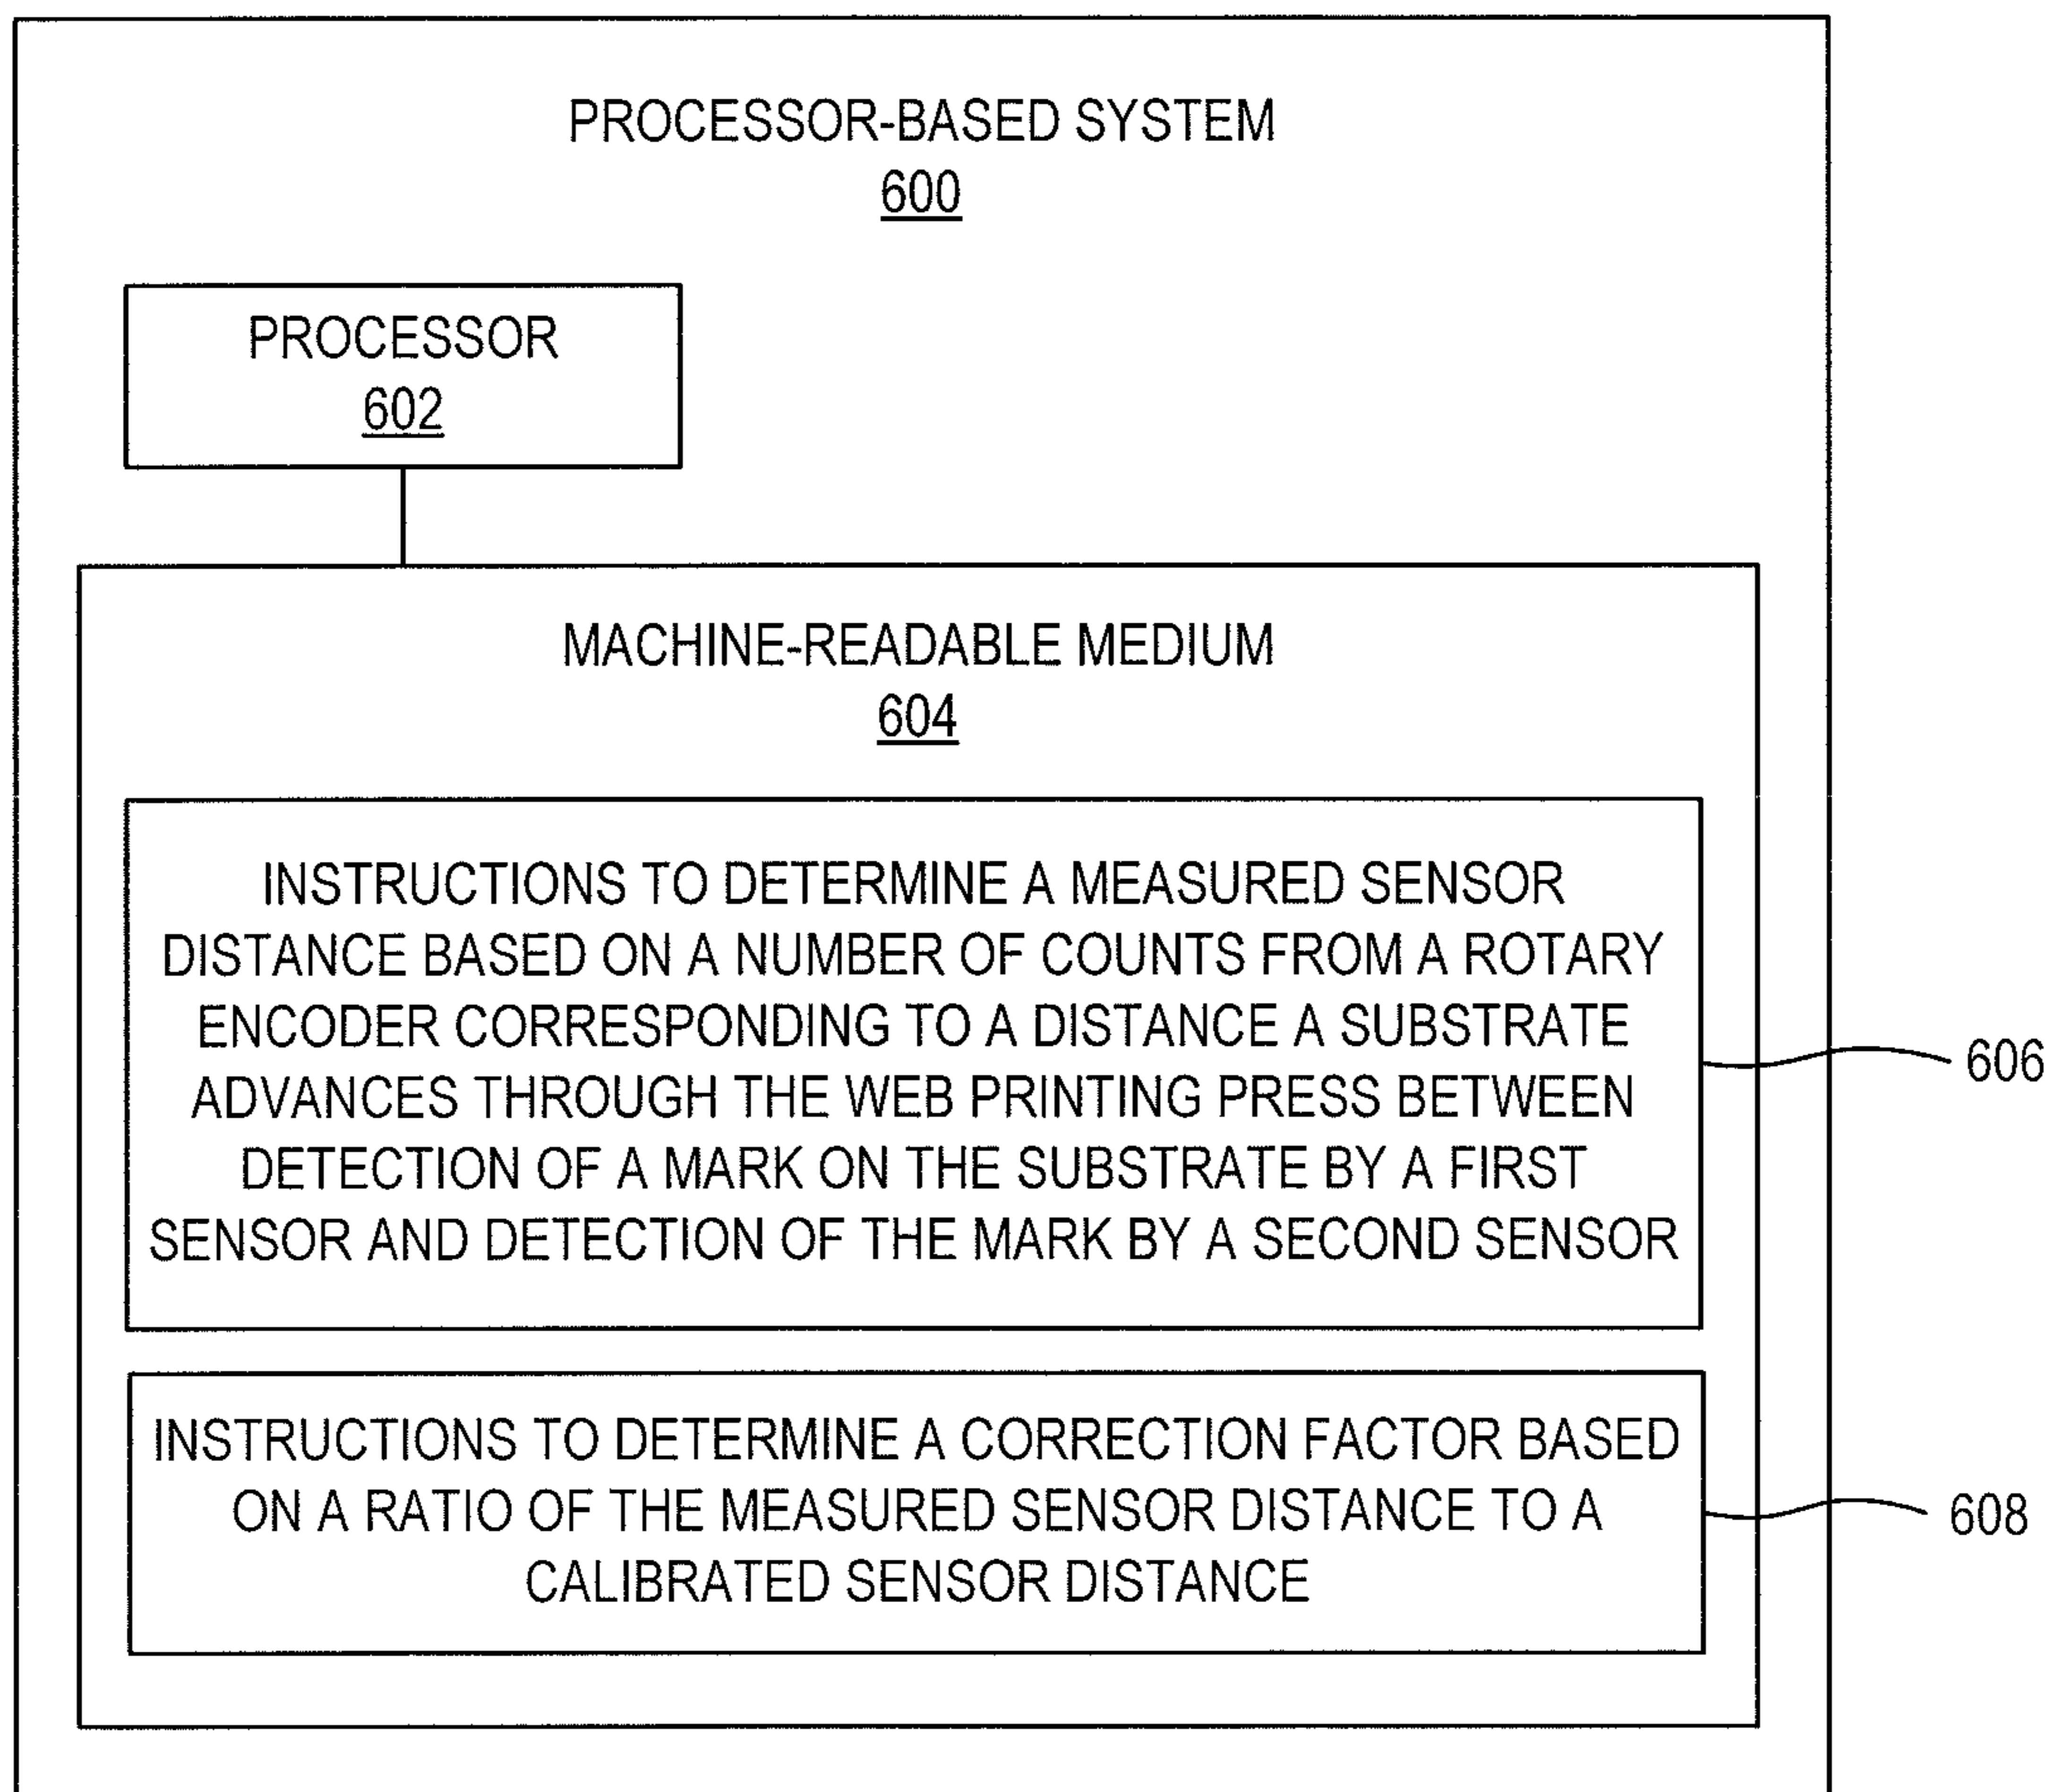 PROCESSOR-BASED SYSTEM
600
PROCESSOR
602
MACHINE-READABLE MEDIUM
604
INSTRUCTIONS TO DETERMINE A MEASURED SENSOR
DISTANCE BASED ON A NUMBER OF COUNTS FROM A ROTARY
ENCODER CORRESPONDING TO A DISTANCE A SUBSTRATE
ADVANCES THROUGH THE WEB PRINTING PRESS BETWEEN
DETECTION OF A MARK ON THE SUBSTRATE BY A FIRST
SENSOR AND DETECTION OF THE MARK BY A SECOND SENSOR
606
INSTRUCTIONS TO DETERMINE A CORRECTION FACTOR BASED
ON A RATIO OF THE MEASURED SENSOR DISTANCE TO A
CALIBRATED SENSOR DISTANCE
608